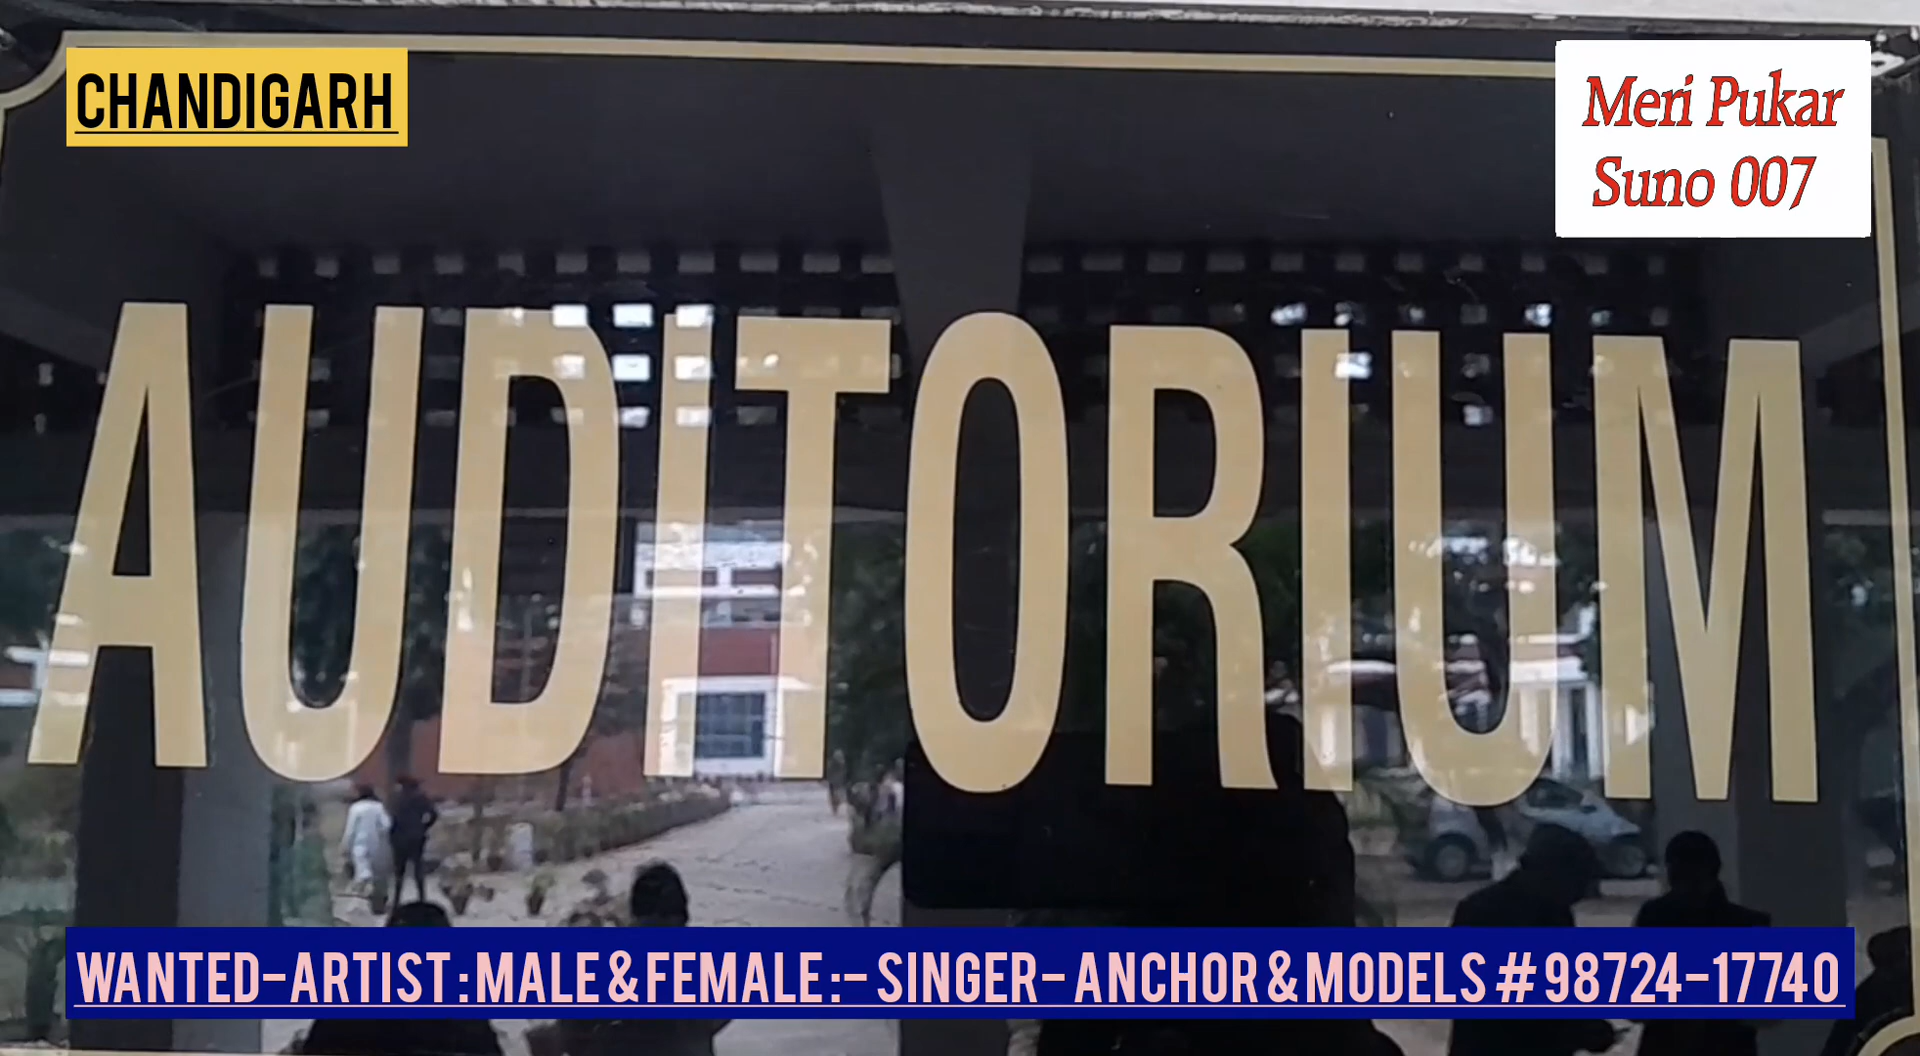 CHANDIGARH
Meri Pukar
Suno 007
AUDITORIUM
WANTED-ARTIST : MALE & FEMALE :- SINGER- ANCHOR & MODELS # 98724-17740